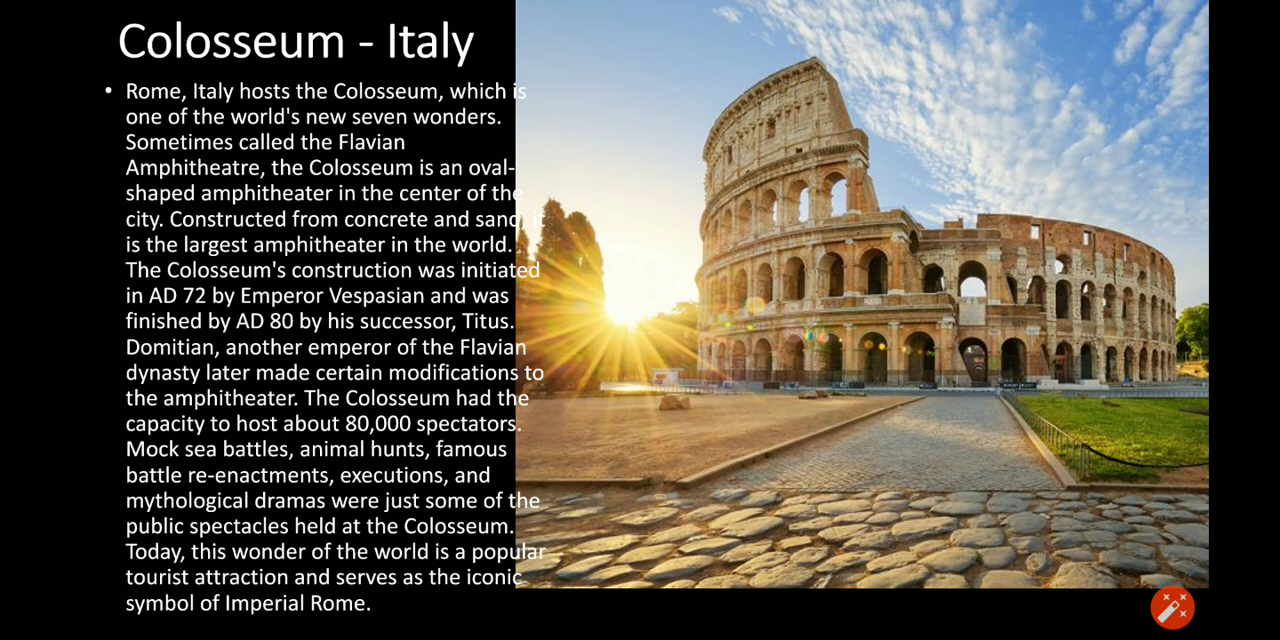 Colosseum - Italy
• Rome, Italy hosts the Colosseum, which is
one of the world's new seven wonders.
Sometimes called the Flavian
Amphitheatre, the Colosseum is an oval-
shaped amphitheater in the center of the
city. Constructed from concrete and sand, it
is the largest amphitheater in the world.
The Colosseum's construction was initiated
in AD 72 by Emperor Vespasian and was
finished by AD 80 by his successor, Titus.
Domitian, another emperor of the Flavian
dynasty later made certain modifications to
the amphitheater. The Colosseum had the
capacity to host about 80,000 spectators.
Mock sea battles, animal hunts, famous
battle re-enactments, executions, and
mythological dramas were just some of the
public spectacles held at the Colosseum.
Today, this wonder of the world is a popular
tourist attraction and serves as the iconic
symbol of Imperial Rome.